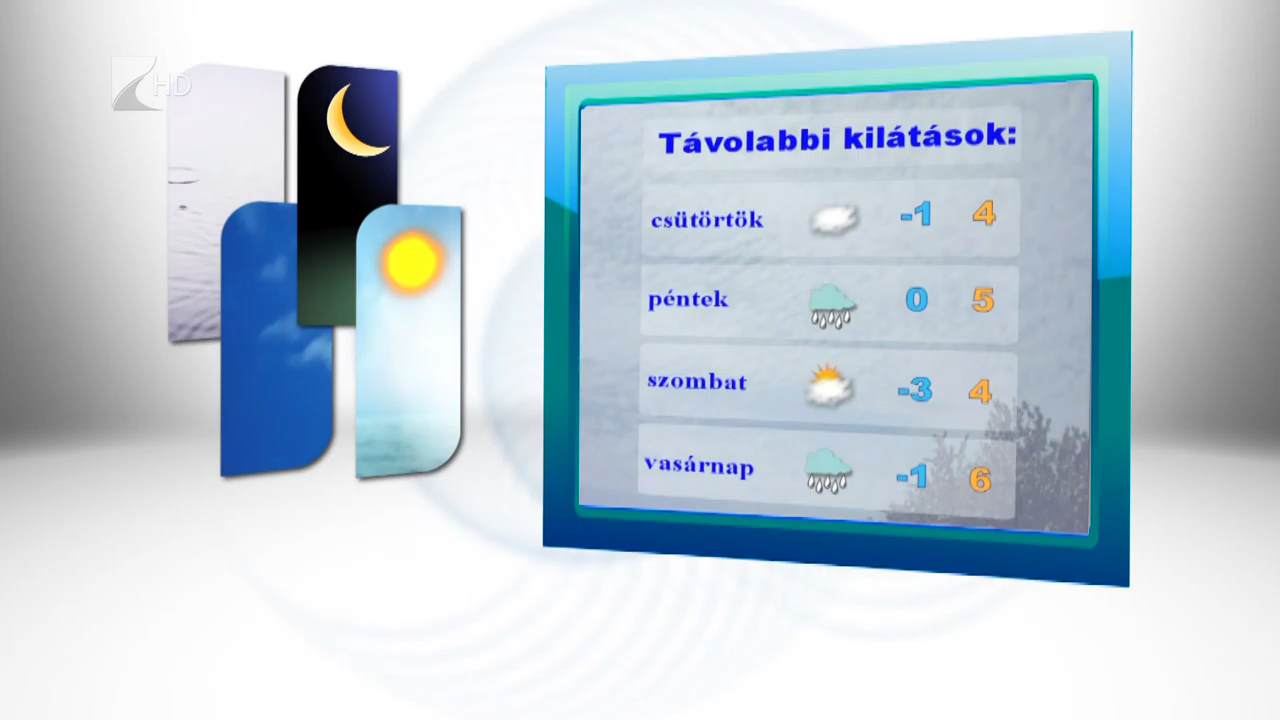 HD
Távolabbi kilátások:
csütörtök -1 4
péntek 0 5
szombat -3 4
vasárnap -1 6